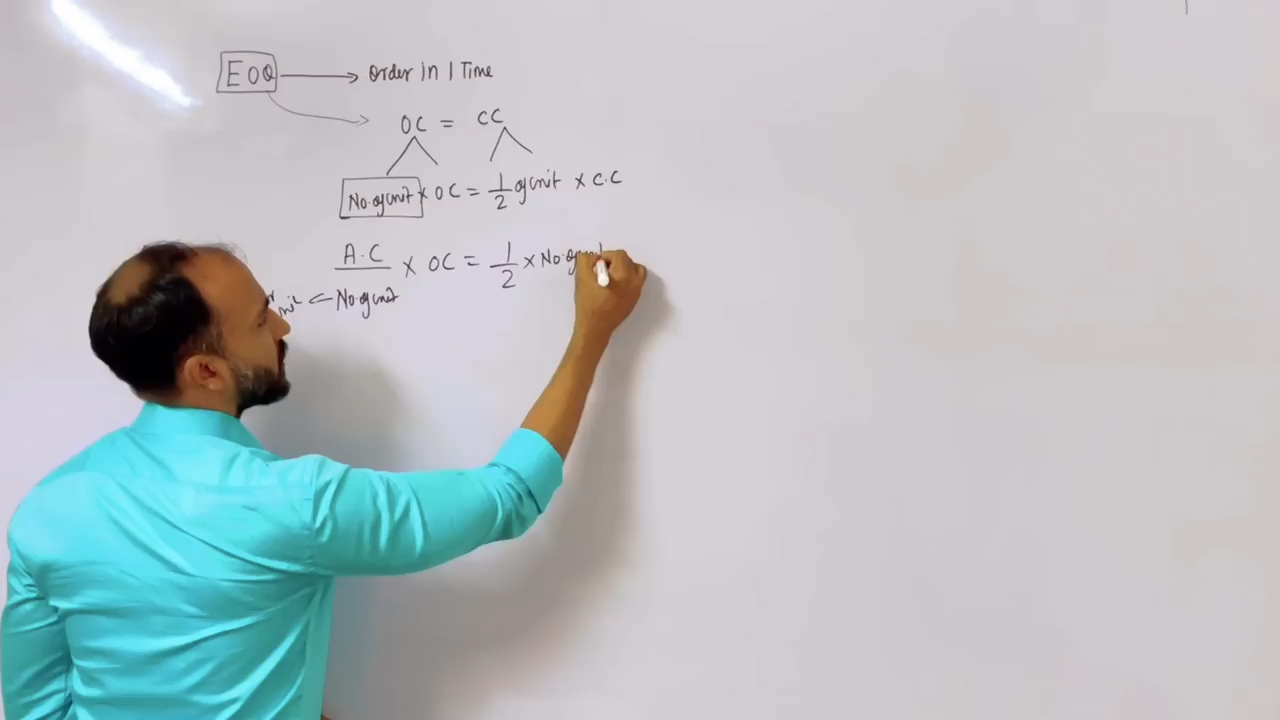 EOQ → Order in 1 Time
OC = CC
No.of unit × OC = 1/2 of unit × C.C
A.C / × OC = 1/2 × No.of
← No.of unit